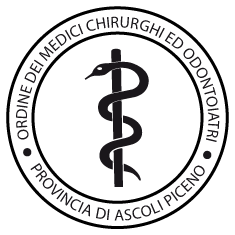 ORDINE DEI MEDICI CHIRURGHI ED ODONTOIATRI
• PROVINCIA DI ASCOLI PICENO •